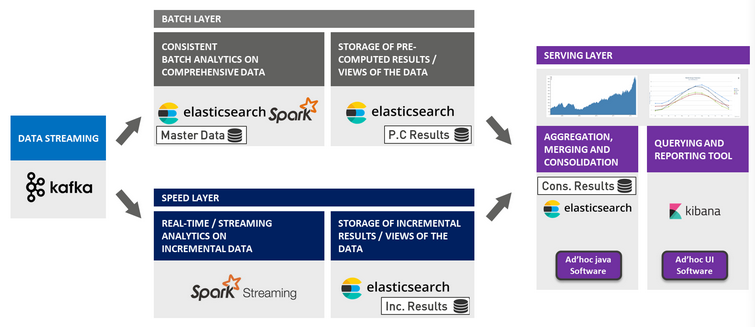 DATA STREAMING
kafka
BATCH LAYER
CONSISTENT
BATCH ANALYTICS ON
COMPREHENSIVE DATA
elasticsearch
Spark
Master Data
STORAGE OF PRE-
COMPUTED RESULTS /
VIEWS OF THE DATA
elasticsearch
P.C Results
SPEED LAYER
REAL-TIME / STREAMING
ANALYTICS ON
INCREMENTAL DATA
Spark Streaming
STORAGE OF INCREMENTAL
RESULTS / VIEWS OF THE
DATA
elasticsearch
Inc. Results
SERVING LAYER
AGGREGATION,
MERGING AND
CONSOLIDATION
Cons. Results
elasticsearch
Ad'hoc java
Software
QUERYING AND
REPORTING TOOL
kibana
Ad'hoc UI
Software